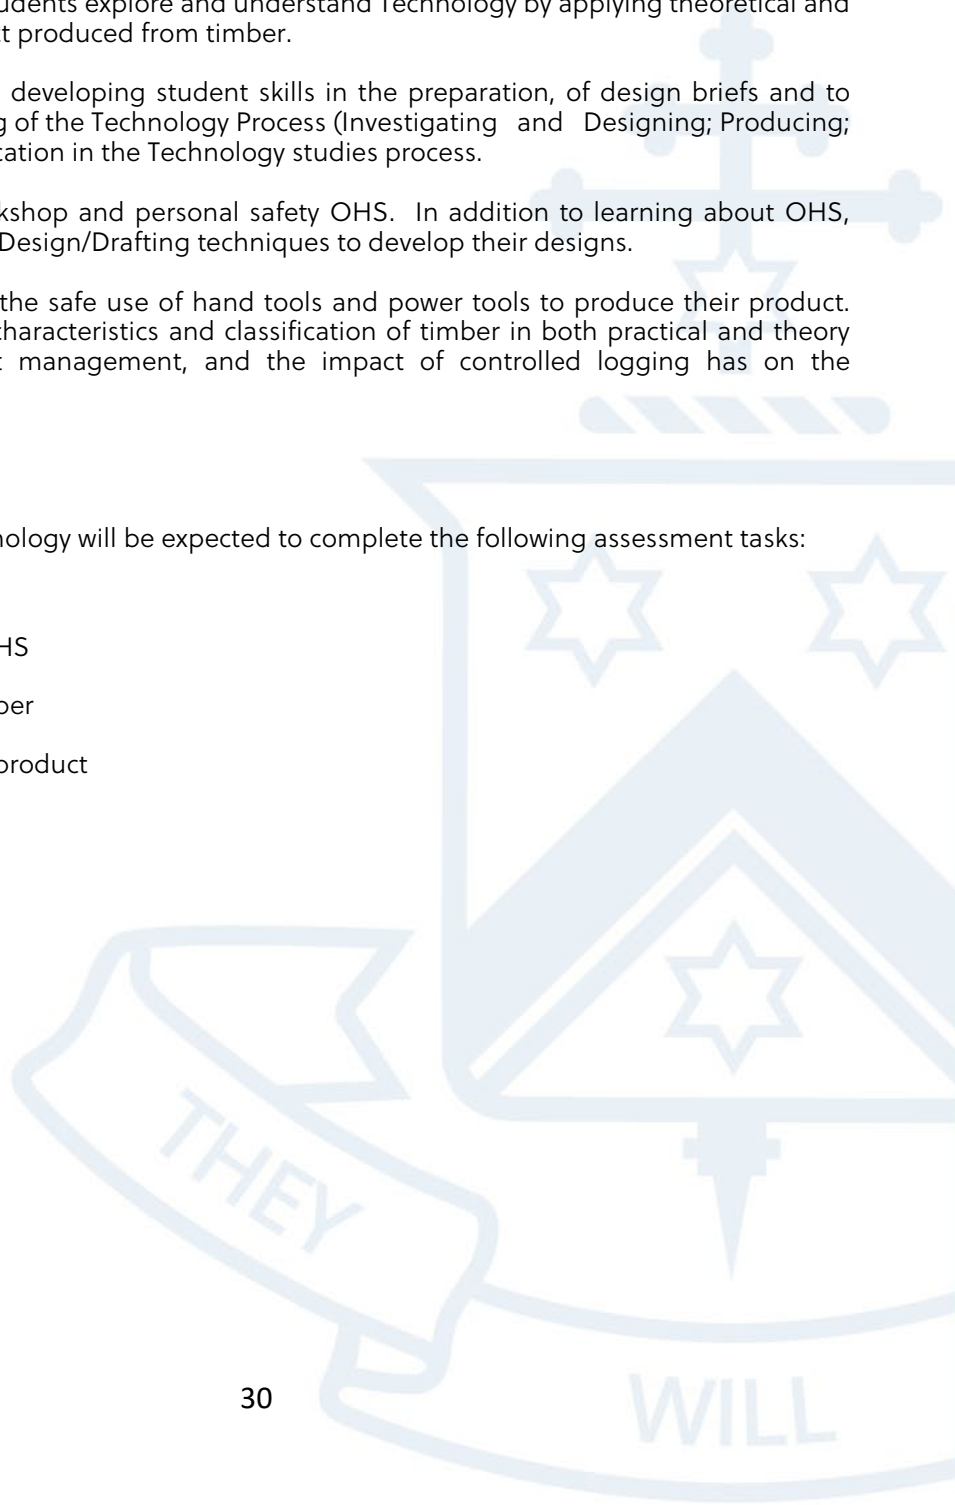 udents explore and understand Technology by applying theoretical and
ct produced from timber.
developing student skills in the preparation, of design briefs and to
g of the Technology Process (Investigating and Designing; Producing;
cation in the Technology studies process.
kshop and personal safety OHS. In addition to learning about OHS,
Design/Drafting techniques to develop their designs.
the safe use of hand tools and power tools to produce their product.
characteristics and classification of timber in both practical and theory
t management, and the impact of controlled logging has on the
nology will be expected to complete the following assessment tasks:
HS
ber
product
THEY
30
WILL